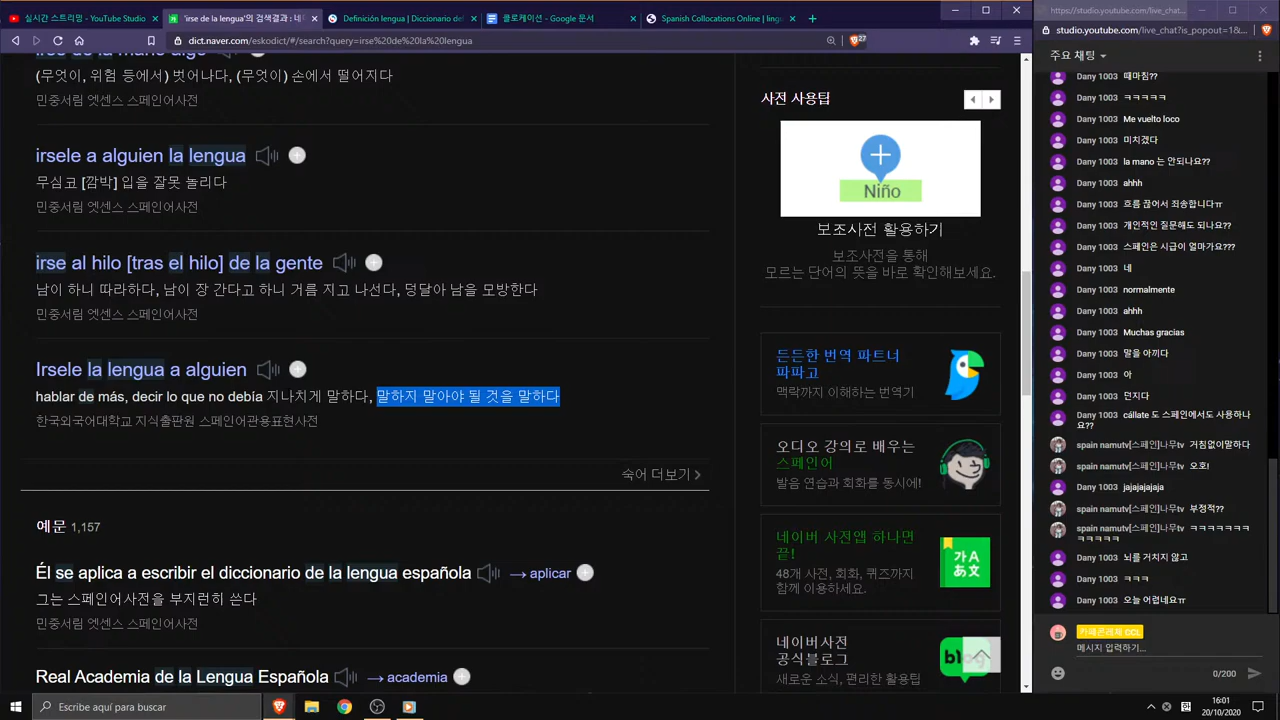 실시간 스트리밍 - YouTube Studio
'irse de la lengua'의 검색결과 : 네
Definición lengua | Diccionario de
콜로케이션 - Google 문서
Spanish Collocations Online | ling
https://studio.youtube.com/live_chat?is_popout=1&
dict.naver.com/eskodict/#/search?query=irse%20de%20la%20lengua
27
studio.youtube.com/live_chat?is_popout=1&
(무엇이, 위험 등에서) 벗어나다, (무엇이) 손에서 떨어지다
민중서림 엣센스 스페인어사전
irsele a alguien la lengua
무심코 [깜박] 입을 잘못 놀리다
민중서림 엣센스 스페인어사전
irse al hilo [tras el hilo] de la gente
남이 하니 따라하다, 남이 장 간다고 하니 거름 지고 나선다, 덩달아 남을 모방한다
민중서림 엣센스 스페인어사전
Irsele la lengua a alguien
hablar de más, decir lo que no debía 지나치게 말하다, 말하지 말아야 될 것을 말하다
한국외국어대학교 지식출판원 스페인어관용표현사전
숙어 더보기
예문 1,157
Él se aplica a escribir el diccionario de la lengua española → aplicar
그는 스페인어사전을 부지런히 쓴다
민중서림 엣센스 스페인어사전
Real Academia de la Lengua Española → academia
사전 사용팁
Niño
보조사전 활용하기
보조사전을 통해
모르는 단어의 뜻을 바로 확인해보세요.
든든한 번역 파트너
파파고
맥락까지 이해하는 번역기
오디오 강의로 배우는
스페인어
발음 연습과 회화를 동시에!
네이버 사전앱 하나면
끝!
48개 사전, 회화, 퀴즈까지
함께 이용하세요.
가A
あ文
네이버사전
공식블로그
새로운 소식, 편리한 활용팁
주요 채팅
Dany 1003 때마침??
Dany 1003 ㅋㅋㅋㅋㅋ
Dany 1003 Me vuelto loco
Dany 1003 미치겠다
Dany 1003 la mano 는 안되나요??
Dany 1003 ahhh
Dany 1003 흐름 끊어서 죄송합니다ㅠ
Dany 1003 개인적인 질문해도 되나요??
Dany 1003 스페인은 시급이 얼마가요???
Dany 1003 네
Dany 1003 normalmente
Dany 1003 ahhh
Dany 1003 Muchas gracias
Dany 1003 말을 아끼다
Dany 1003 아
Dany 1003 던지다
Dany 1003 cállate 도 스페인에서도 사용하나
요??
spain namutv[스페인]나무tv 거침없이말하다
spain namutv[스페인]나무tv 오호!
Dany 1003 jajajajajaja
spain namutv[스페인]나무tv 부정적??
spain namutv[스페인]나무tv ㅋㅋㅋㅋㅋㅋㅋ
ㅋㅋㅋㅋㅋ
Dany 1003 뇌를 거치지 않고
Dany 1003 ㅋㅋㅋ
Dany 1003 오늘 어렵네요ㅠ
메시지 입력하기...
0/200
Escribe aquí para buscar
16:01
20/10/2020